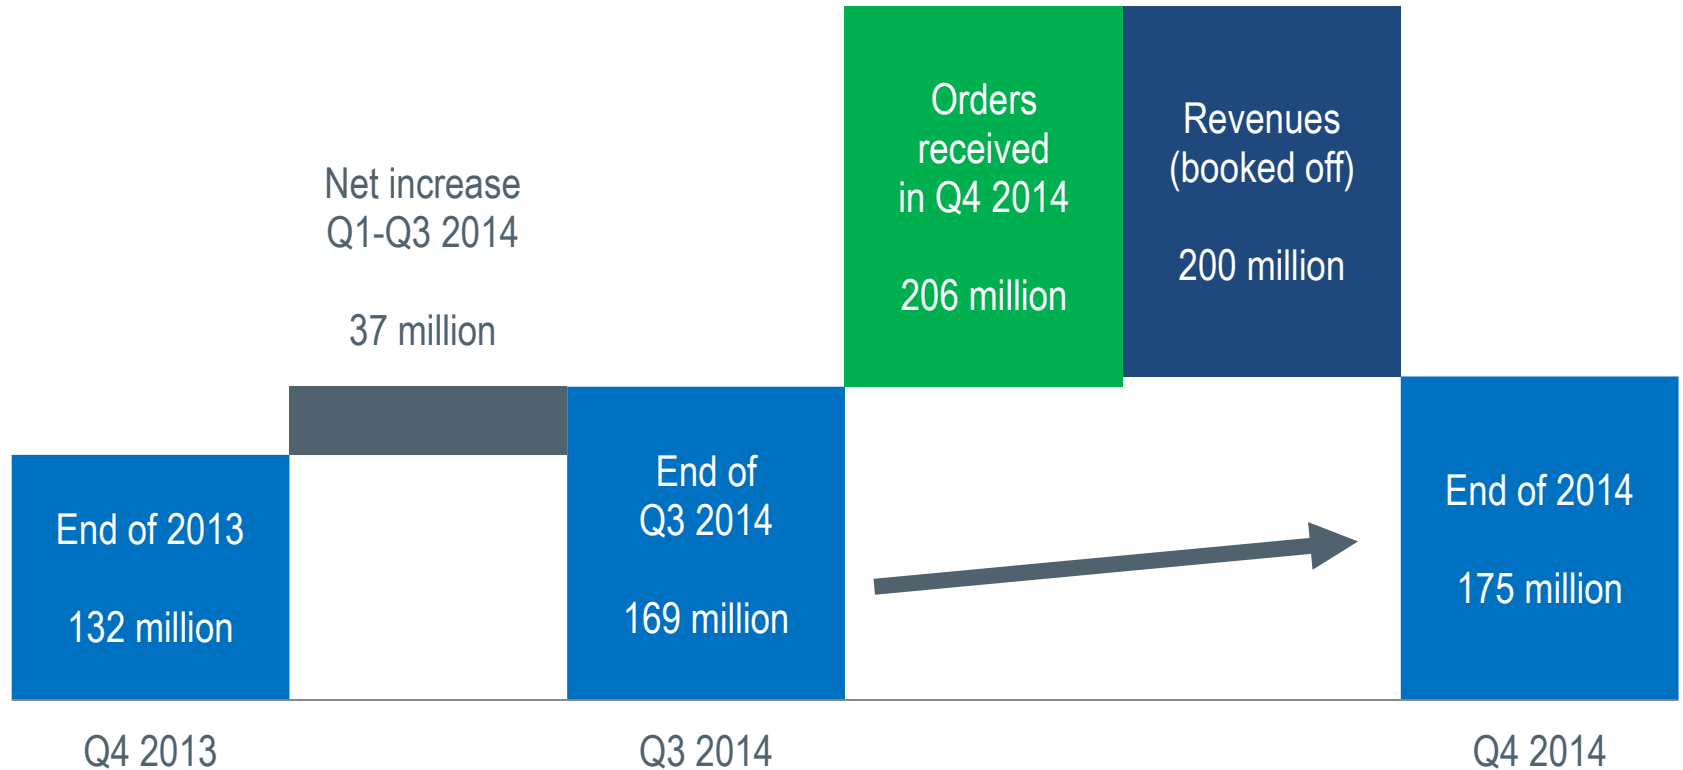 Net increase
Q1-Q3 2014
37 million
Orders
received
in Q4 2014
206 million
Revenues
(booked off)
200 million
End of 2013
132 million
End of
Q3 2014
169 million
End of 2014
175 million
Q4 2013
Q3 2014
Q4 2014